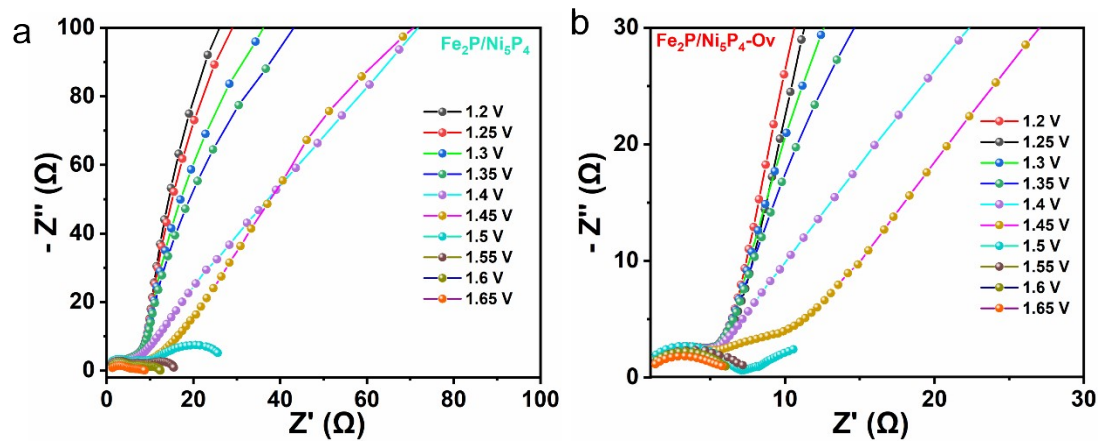 a
Fe₂P/Ni₅P₄
1.2 V
1.25 V
1.3 V
1.35 V
1.4 V
1.45 V
1.5 V
1.55 V
1.6 V
1.65 V
100
80
60
40
20
0
- Z'' (Ω)
0 20 40 60 80 100
Z' (Ω)
b
Fe₂P/Ni₅P₄-Ov
1.2 V
1.25 V
1.3 V
1.35 V
1.4 V
1.45 V
1.5 V
1.55 V
1.6 V
1.65 V
30
20
10
0
- Z'' (Ω)
10 20 30
Z' (Ω)